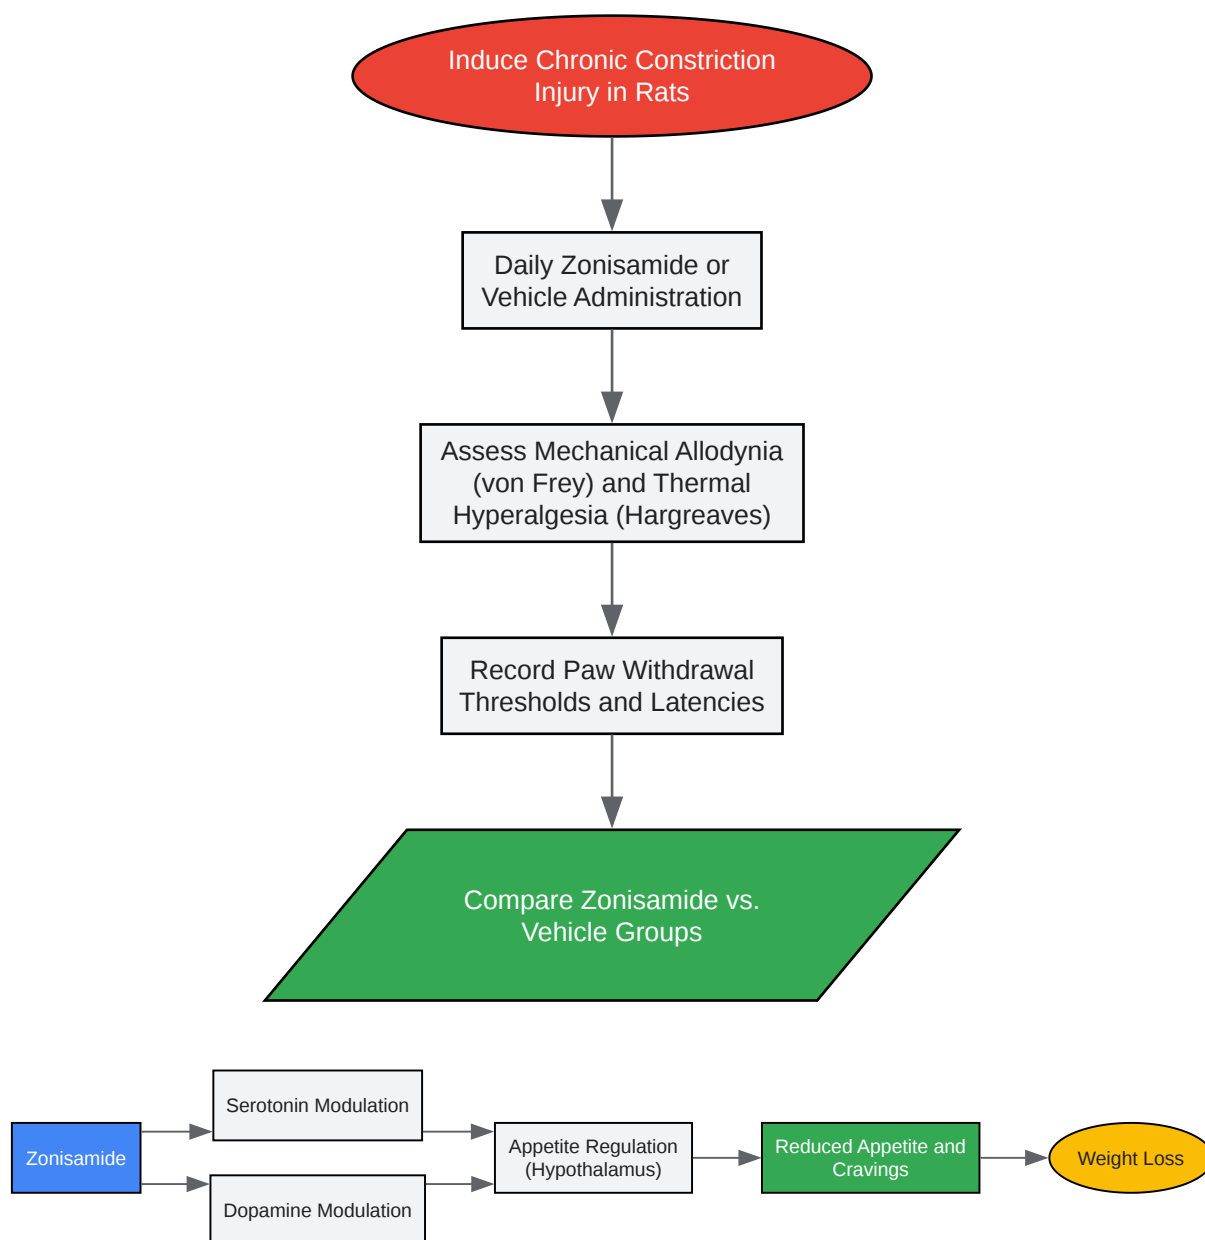 Induce Chronic Constriction
Injury in Rats
Daily Zonisamide or
Vehicle Administration
Assess Mechanical Allodynia
(von Frey) and Thermal
Hyperalgesia (Hargreaves)
Record Paw Withdrawal
Thresholds and Latencies
Compare Zonisamide vs.
Vehicle Groups
Zonisamide
Serotonin Modulation
Dopamine Modulation
Appetite Regulation
(Hypothalamus)
Reduced Appetite and
Cravings
Weight Loss